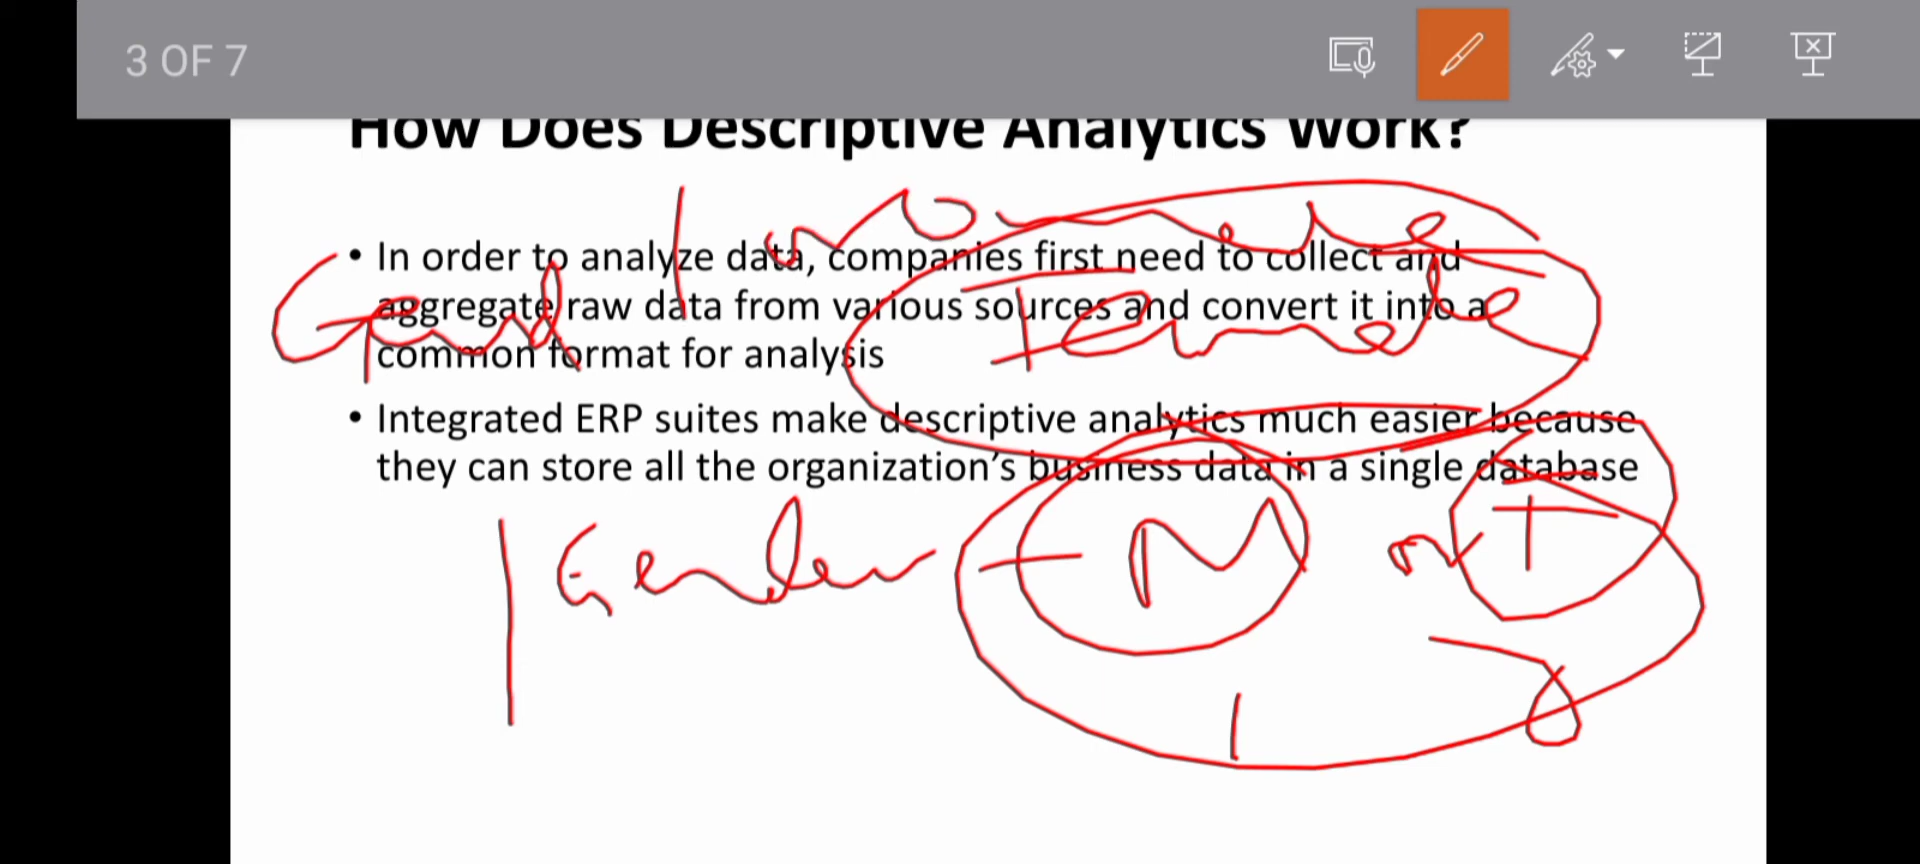 3 OF 7
How Does Descriptive Analytics Work?
• In order to analyze data, companies first need to collect and
aggregate raw data from various sources and convert it into a
common format for analysis
• Integrated ERP suites make descriptive analytics much easier because
they can store all the organization's business data in a single database
Female
Gender - M or F
1